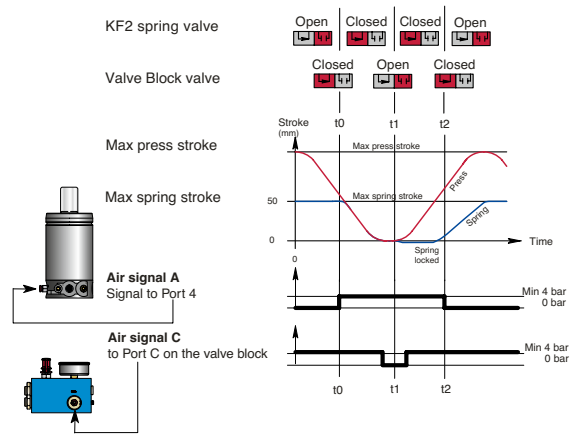 KF2 spring valve
Open Closed Closed Open
Valve Block valve
Closed Open Closed
t0 t1 t2
Stroke
(mm)
Max press stroke
Max press stroke
Max spring stroke
Max spring stroke
50
0
0
Press
Spring
Spring
locked
Time
Air signal A
Signal to Port 4
Min 4 bar
0 bar
Air signal C
to Port C on the valve block
Min 4 bar
0 bar
t0 t1 t2